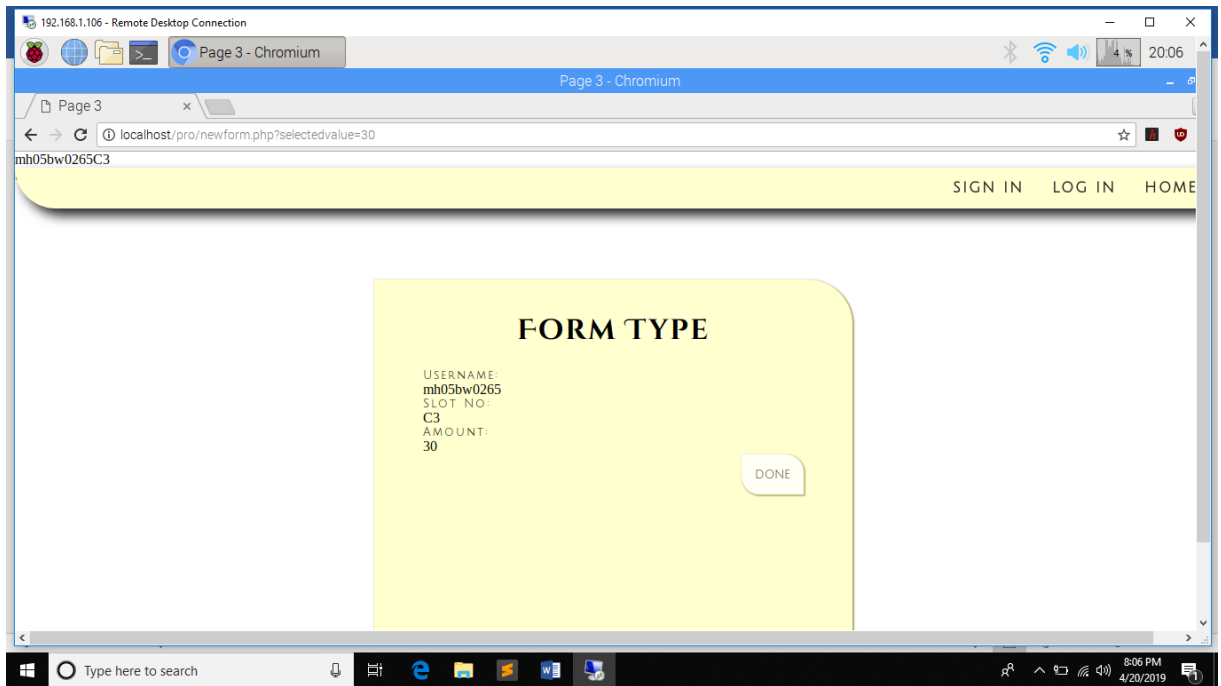 192.168.1.106 - Remote Desktop Connection
Page 3 - Chromium
4 %
20:06
Page 3 - Chromium
Page 3
localhost/pro/newform.php?selectedvalue=30
mh05bw0265C3
SIGN IN LOG IN HOME
FORM TYPE
USERNAME:
mh05bw0265
SLOT NO:
C3
AMOUNT:
30
DONE
Type here to search
8:06 PM
4/20/2019